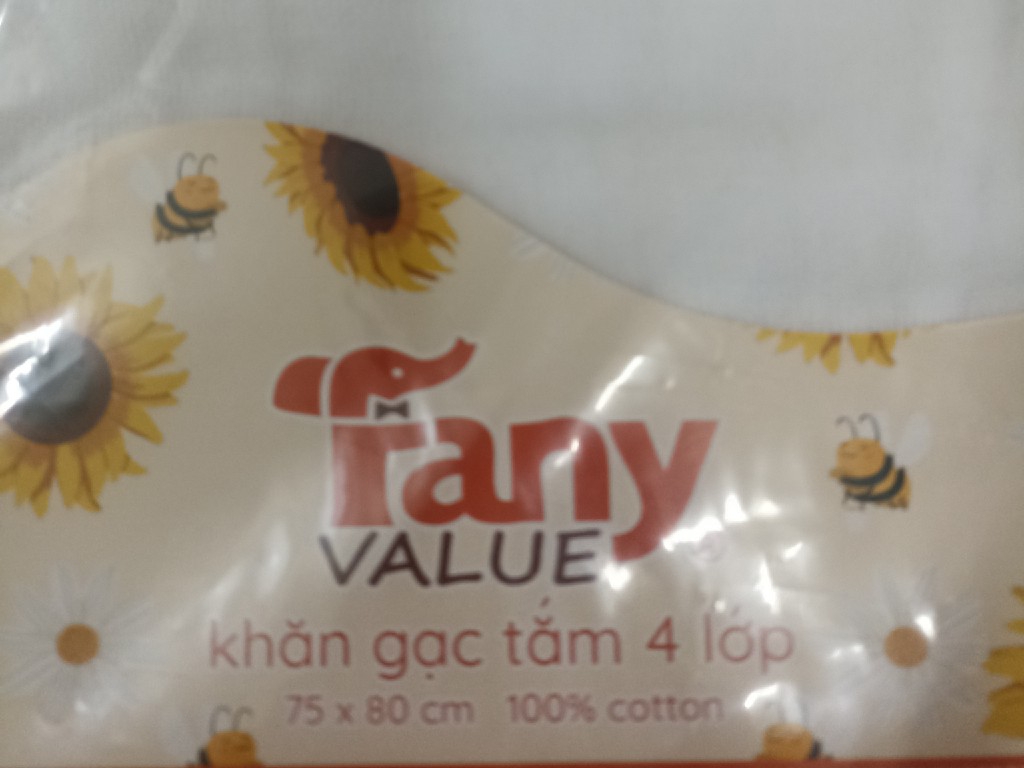 Fany
VALUE
khăn gạc tắm 4 lớp
75 x 80 cm 100% cotton